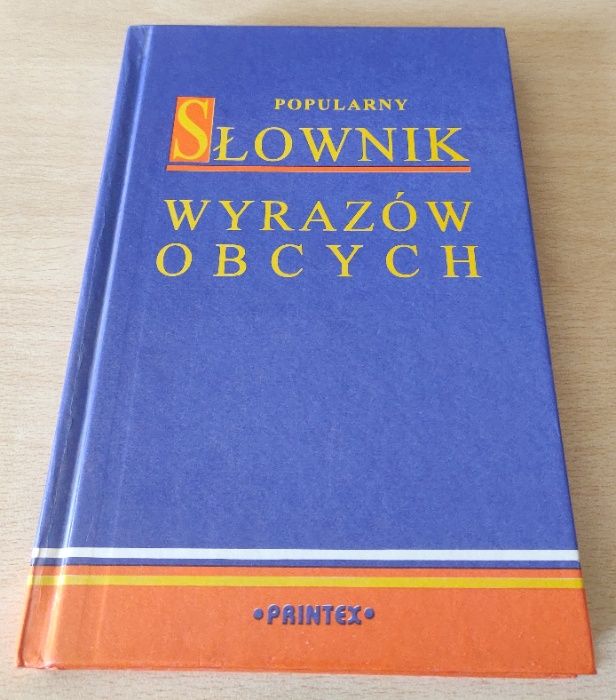 POPULARNY
SŁOWNIK
WYRAZÓW
OBCYCH
•PRINTEX•